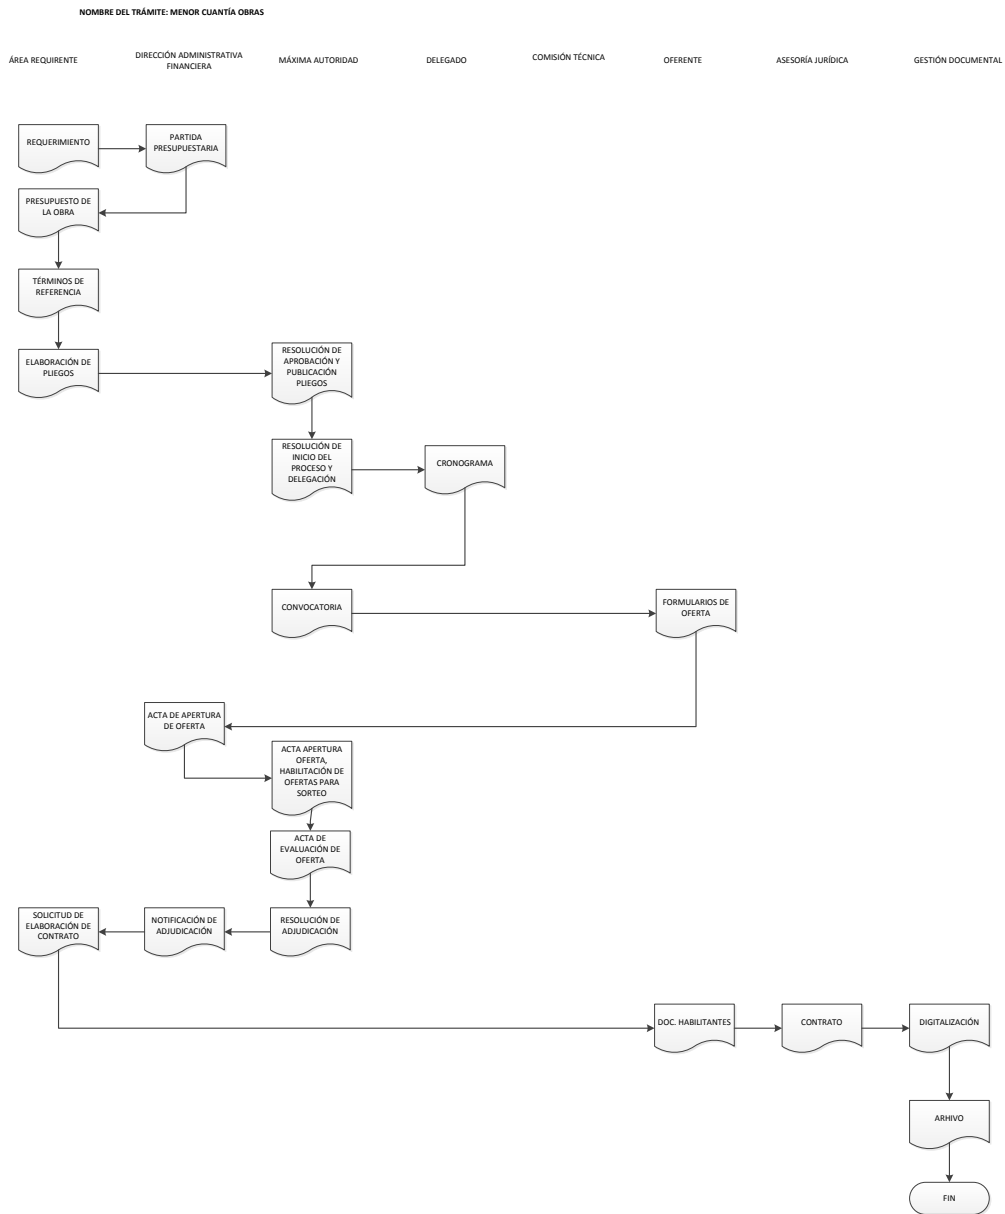 NOMBRE DEL TRÁMITE: MENOR CUANTÍA OBRAS
ÁREA REQUIRENTE
DIRECCIÓN ADMINISTRATIVA
FINANCIERA
MÁXIMA AUTORIDAD
DELEGADO
COMISIÓN TÉCNICA
OFERENTE
ASESORÍA JURÍDICA
GESTIÓN DOCUMENTAL
REQUERIMIENTO
PARTIDA
PRESUPUESTARIA
PRESUPUESTO DE
LA OBRA
TÉRMINOS DE
REFERENCIA
ELABORACIÓN DE
PLIEGOS
RESOLUCIÓN DE
APROBACIÓN Y
PUBLICACIÓN
PLIEGOS
RESOLUCIÓN DE
INICIO DEL
PROCESO Y
DELEGACIÓN
CRONOGRAMA
CONVOCATORIA
FORMULARIOS DE
OFERTA
ACTA DE APERTURA
DE OFERTA
ACTA APERTURA
OFERTA,
HABILITACIÓN DE
OFERTAS PARA
SORTEO
ACTA DE
EVALUACIÓN DE
OFERTA
SOLICITUD DE
ELABORACIÓN DE
CONTRATO
NOTIFICACIÓN DE
ADJUDICACIÓN
RESOLUCIÓN DE
ADJUDICACIÓN
DOC. HABILITANTES
CONTRATO
DIGITALIZACIÓN
ARHIVO
FIN